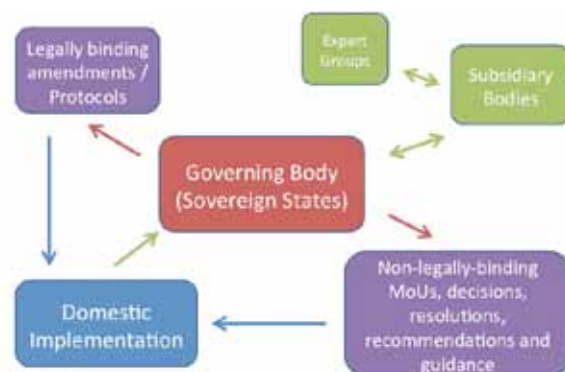 Legally binding
amendments /
Protocols
Expert
Groups
Subsidiary
Bodies
Governing Body
(Sovereign States)
Domestic
Implementation
Non-legally-binding
MoUs, decisions,
resolutions,
recommendations and
guidance